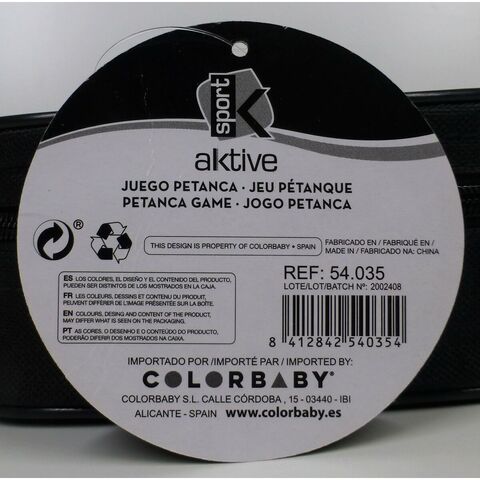 sport K
aktive
JUEGO PETANCA · JEU PÉTANQUE
PETANCA GAME · JOGO PETANCA
®
THIS DESIGN IS PROPERTY OF COLORBABY • SPAIN
FABRICADO EN / FABRIQUÉ EN /
MADE IN / FABRICADO NA: CHINA
ES LOS COLORES, EL DISEÑO Y EL CONTENIDO DEL PRODUCTO,
PUEDEN SER DISTINTOS DE LOS MOSTRADOS EN LA CAJA.
FR LES COULEURS, DESSINS ET CONTENU DU PRODUIT,
PEUVENT DIFFÉRER DE L'IMAGE PRÉSENTÉE SUR LA BOÎTE.
EN COLOURS, DESING AND CONTENT OF THE PRODUCT,
MAY DIFFER WHAT IS SEEN ON THE PACKAGING.
PT AS CORES, O DESENHO E O CONTEÚDO DO PRODUTO,
PODERÃO DIFERIR DOS MOSTRADOS NA CAIXA.
REF: 54.035
LOTE/LOT/BATCH Nº: 2002408
8 412842 540354
IMPORTADO POR /IMPORTÉ PAR / IMPORTED BY:
COLORBABY®
COLORBABY S.L. CALLE CÓRDOBA , 15 - 03440 - IBI
ALICANTE - SPAIN www.colorbaby.es